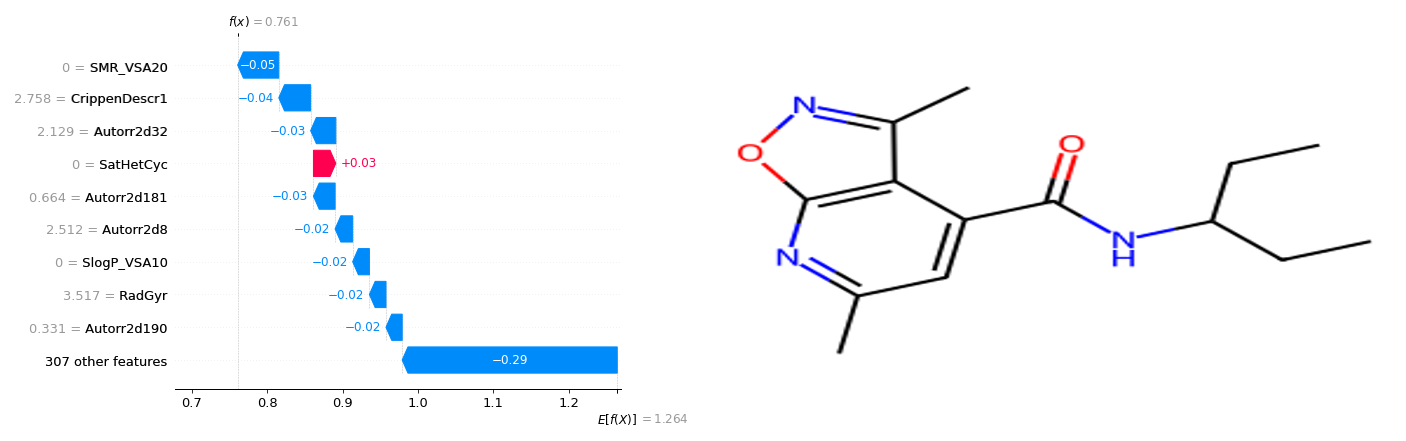 f(x) = 0.761
0 = SMR_VSA20
−0.05
2.758 = CrippenDescr1
−0.04
2.129 = Autorr2d32
−0.03
0 = SatHetCyc
+0.03
0.664 = Autorr2d181
−0.03
2.512 = Autorr2d8
−0.02
0 = SlogP_VSA10
−0.02
3.517 = RadGyr
−0.02
0.331 = Autorr2d190
−0.02
307 other features
−0.29
0.7 0.8 0.9 1.0 1.1 1.2
E[f(X)] = 1.264
N
O
O
N
N
H